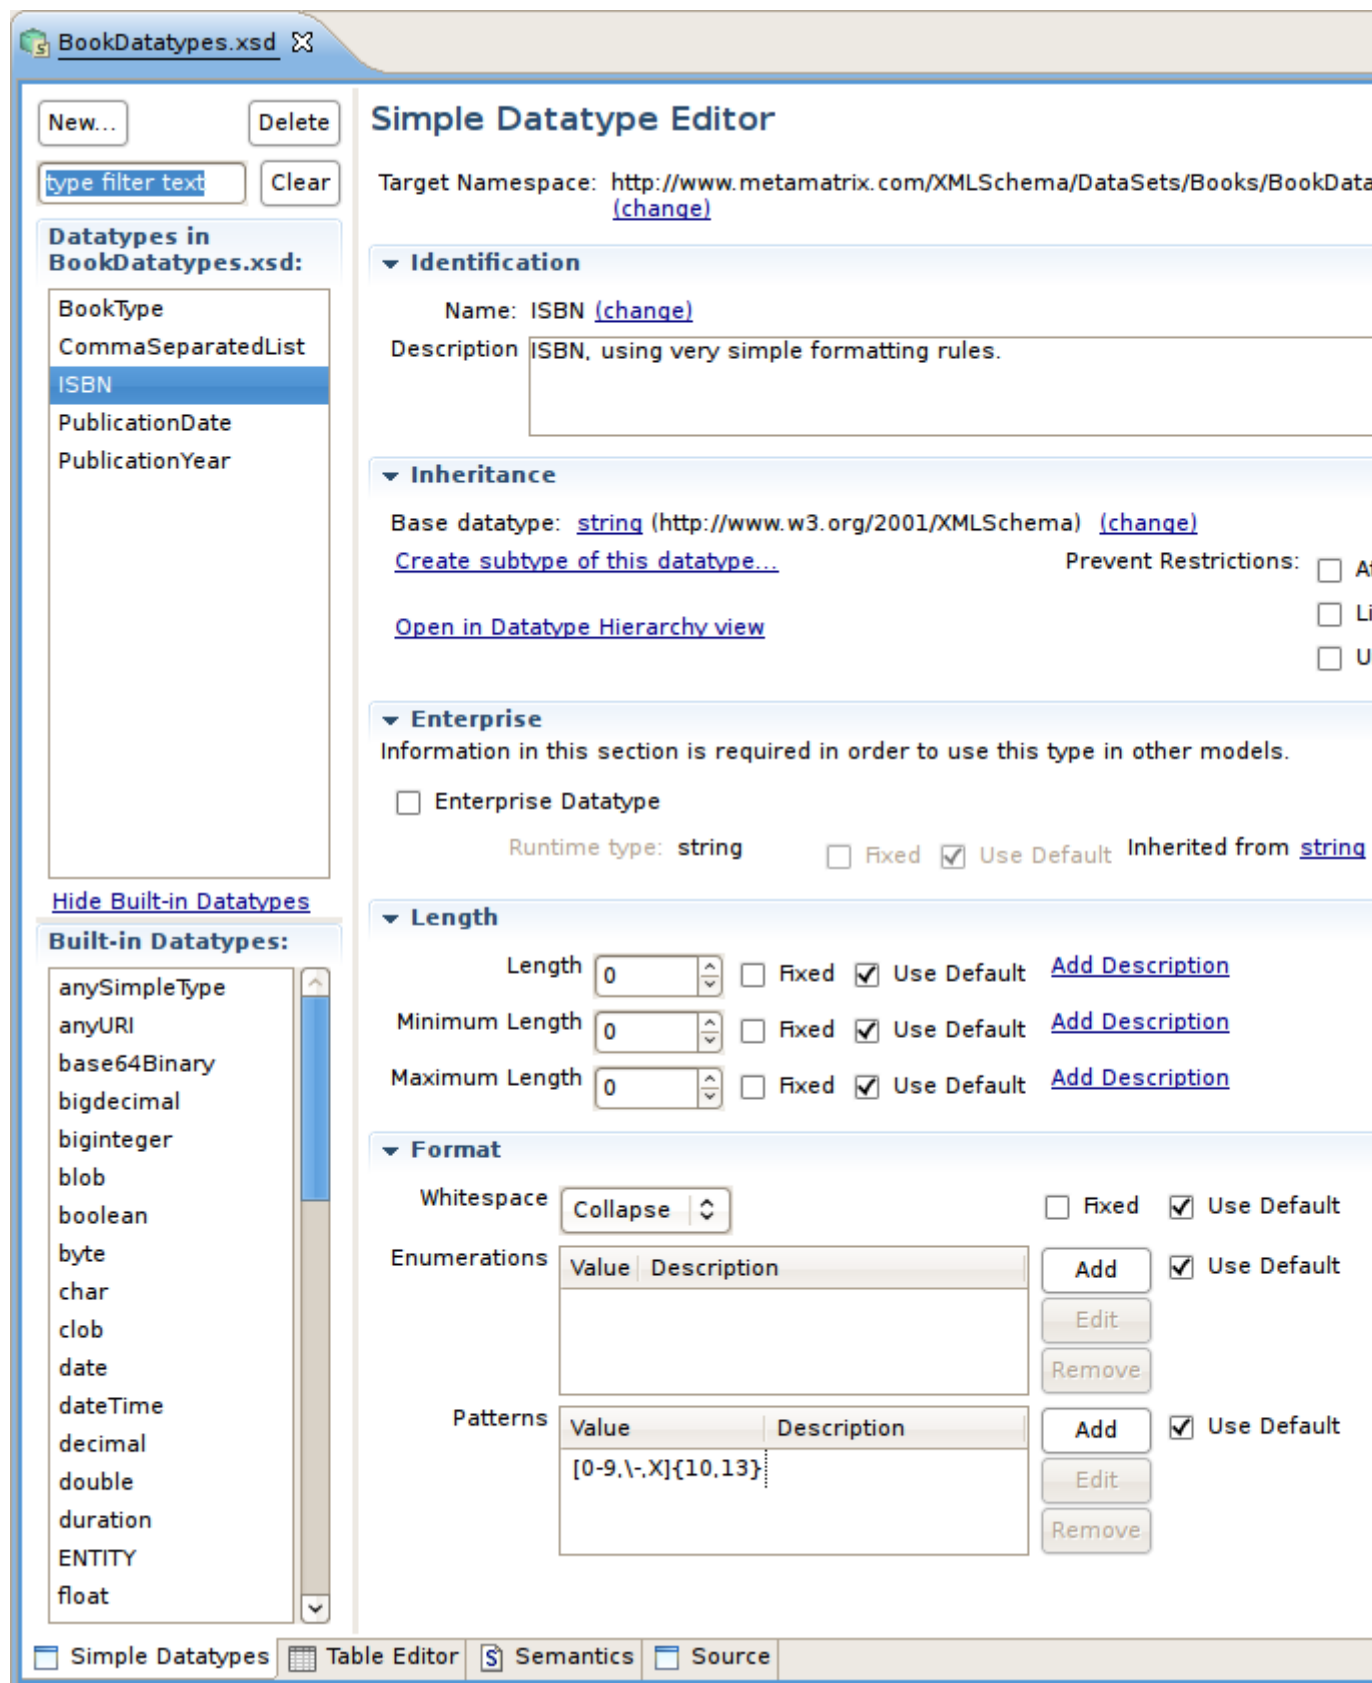 BookDatatypes.xsd
New...
Delete
type filter text
Clear
Datatypes in
BookDatatypes.xsd:
BookType
CommaSeparatedList
ISBN
PublicationDate
PublicationYear
Hide Built-in Datatypes
Built-in Datatypes:
anySimpleType
anyURI
base64Binary
bigdecimal
biginteger
blob
boolean
byte
char
clob
date
dateTime
decimal
double
duration
ENTITY
float
Simple Datatype Editor
Target Namespace: http://www.metamatrix.com/XMLSchema/DataSets/Books/BookData
(change)
Identification
Name: ISBN (change)
Description ISBN, using very simple formatting rules.
Inheritance
Base datatype: string (http://www.w3.org/2001/XMLSchema) (change)
Create subtype of this datatype...
Prevent Restrictions:
Li
U
Open in Datatype Hierarchy view
Enterprise
Information in this section is required in order to use this type in other models.
Enterprise Datatype
Runtime type: string Fixed Use Default Inherited from string
Length
Length 0 Fixed Use Default Add Description
Minimum Length 0 Fixed Use Default Add Description
Maximum Length 0 Fixed Use Default Add Description
Format
Whitespace Collapse Fixed Use Default
Enumerations Value Description Add Use Default
Edit
Remove
Patterns Value Description Add Use Default
[0-9,\-,X]{10,13}
Edit
Remove
Simple Datatypes Table Editor Semantics Source